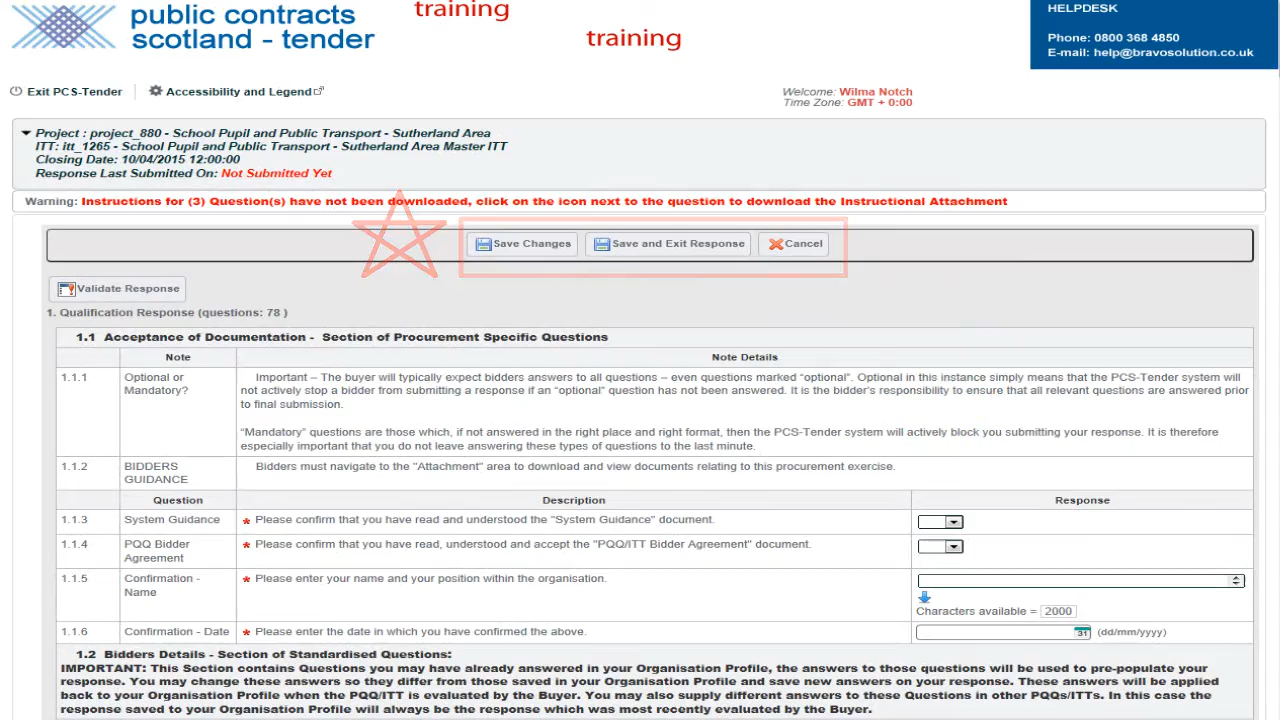 public contracts
scotland - tender
training
training
HELPDESK
Phone: 0800 368 4850
E-mail: help@bravosolution.co.uk
Exit PCS-Tender
Accessibility and Legend
Welcome: Wilma Notch
Time Zone: GMT + 0:00
Project : project_880 - School Pupil and Public Transport - Sutherland Area
ITT: itt_1265 - School Pupil and Public Transport - Sutherland Area Master ITT
Closing Date: 10/04/2015 12:00:00
Response Last Submitted On: Not Submitted Yet
Warning: Instructions for (3) Question(s) have not been downloaded, click on the icon next to the question to download the Instructional Attachment
Save Changes
Save and Exit Response
Cancel
Validate Response
1. Qualification Response (questions: 78 )
1.1 Acceptance of Documentation - Section of Procurement Specific Questions
Note
Note Details
1.1.1
Optional or
Mandatory?
Important – The buyer will typically expect bidders answers to all questions – even questions marked “optional”. Optional in this instance simply means that the PCS-Tender system will
not actively stop a bidder from submitting a response if an “optional” question has not been answered. It is the bidder’s responsibility to ensure that all relevant questions are answered prior
to final submission.
“Mandatory” questions are those which, if not answered in the right place and right format, then the PCS-Tender system will actively block you submitting your response. It is therefore
especially important that you do not leave answering these types of questions to the last minute.
1.1.2
BIDDERS
GUIDANCE
Bidders must navigate to the "Attachment" area to download and view documents relating to this procurement exercise.
Question
Description
Response
1.1.3
System Guidance
* Please confirm that you have read and understood the "System Guidance" document.
1.1.4
PQQ Bidder
Agreement
* Please confirm that you have read, understood and accept the "PQQ/ITT Bidder Agreement" document.
1.1.5
Confirmation -
Name
* Please enter your name and your position within the organisation.
Characters available = 2000
1.1.6
Confirmation - Date
* Please enter the date in which you have confirmed the above.
31
(dd/mm/yyyy)
1.2 Bidders Details - Section of Standardised Questions:
IMPORTANT: This Section contains Questions you may have already answered in your Organisation Profile, the answers to those questions will be used to pre-populate your
response. You may change these answers so they differ from those saved in your Organisation Profile and save new answers on your response. These answers will be applied
back to your Organisation Profile when the PQQ/ITT is evaluated by the Buyer. You may also supply different answers to these Questions in other PQQs/ITTs. In this case the
response saved to your Organisation Profile will always be the response which was most recently evaluated by the Buyer.